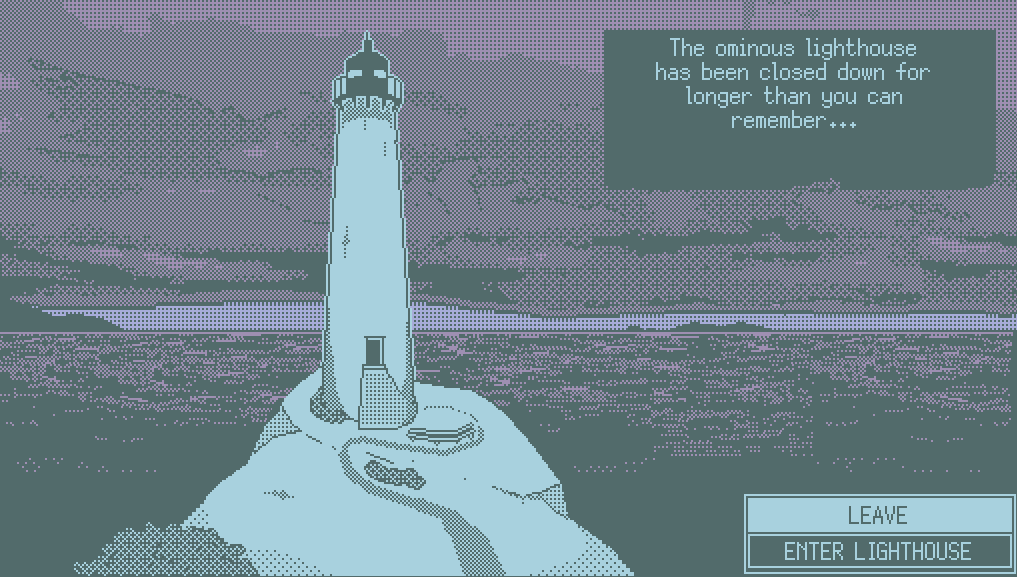 The ominous lighthouse
has been closed down for
longer than you can
remember...
LEAVE
ENTER LIGHTHOUSE